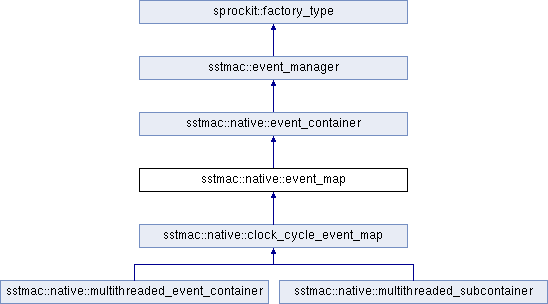 sprockit::factory_type
sstmac::event_manager
sstmac::native::event_container
sstmac::native::event_map
sstmac::native::clock_cycle_event_map
sstmac::native::multithreaded_event_container
sstmac::native::multithreaded_subcontainer